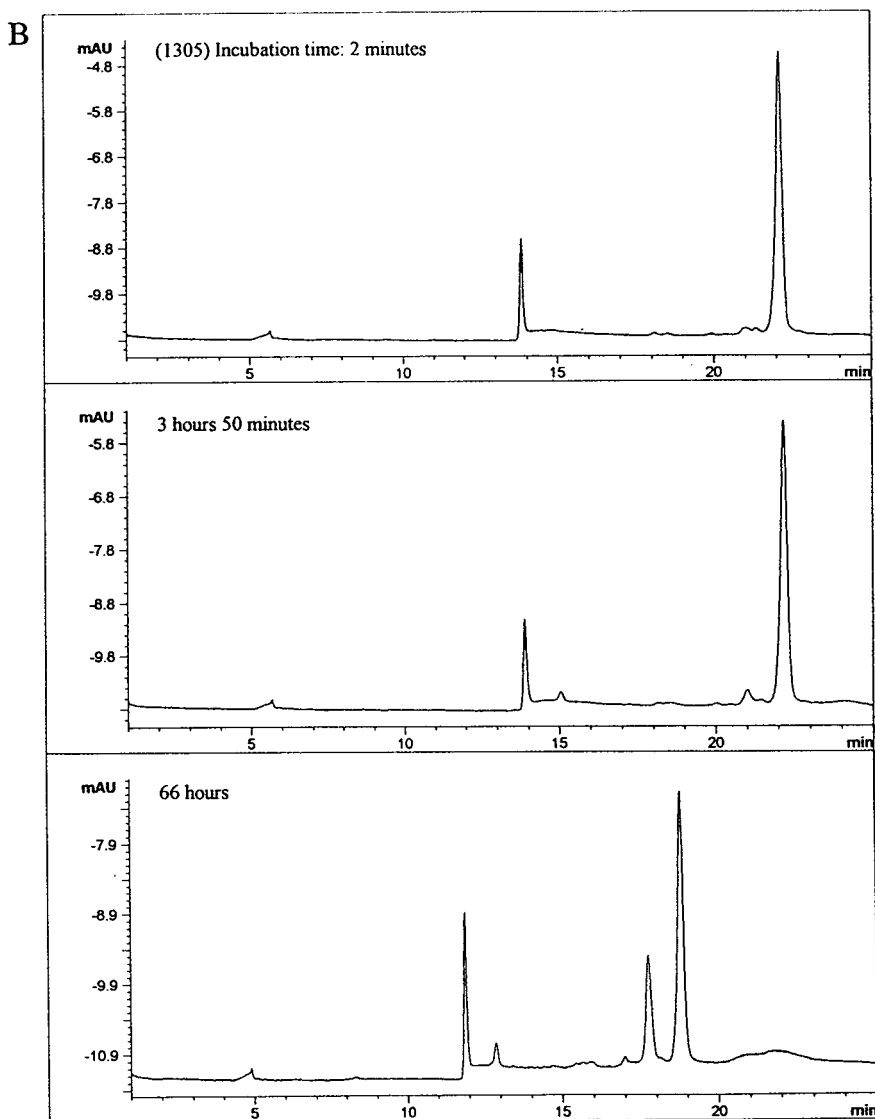 B
mAU
(1305) Incubation time: 2 minutes
-4.8
-5.8
-6.8
-7.8
-8.8
-9.8
5 10 15 20 min
mAU
3 hours 50 minutes
-5.8
-6.8
-7.8
-8.8
-9.8
5 10 15 20 min
mAU
66 hours
-7.9
-8.9
-9.9
-10.9
5 10 15 20 min